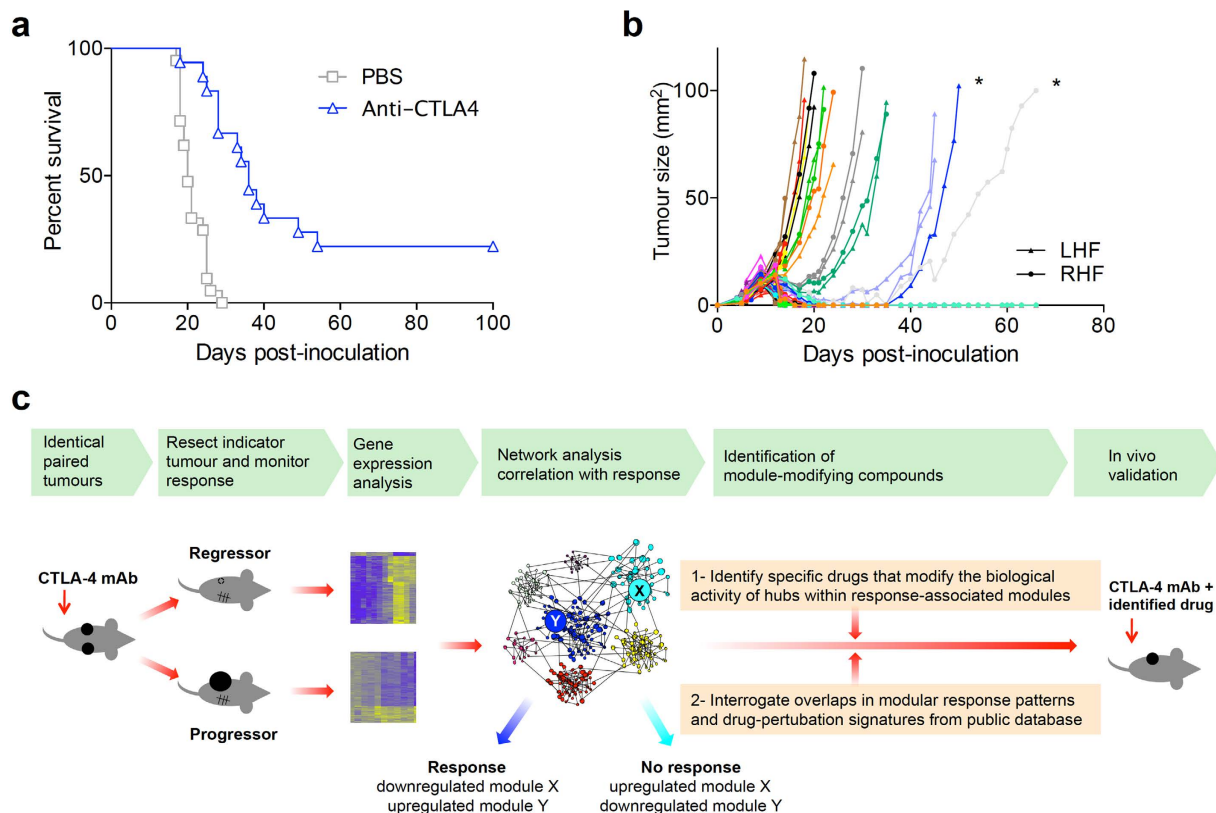 a
100
50
0
Percent survival
0
20
40
60
80
100
Days post-inoculation
PBS
Anti-CTLA4
b
100
50
0
Tumour size (mm²)
0
20
40
60
80
Days post-inoculation
*
*
LHF
RHF
c
Identical
paired
tumours
Resect indicator
tumour and monitor
response
Gene
expression
analysis
Network analysis
correlation with response
Identification of
module-modifying compounds
In vivo
validation
CTLA-4 mAb
Regressor
Progressor
X
Y
Response
downregulated module X
upregulated module Y
No response
upregulated module X
downregulated module Y
1- Identify specific drugs that modify the biological
activity of hubs within response-associated modules
2- Interrogate overlaps in modular response patterns
and drug-pertubation signatures from public database
CTLA-4 mAb +
identified drug